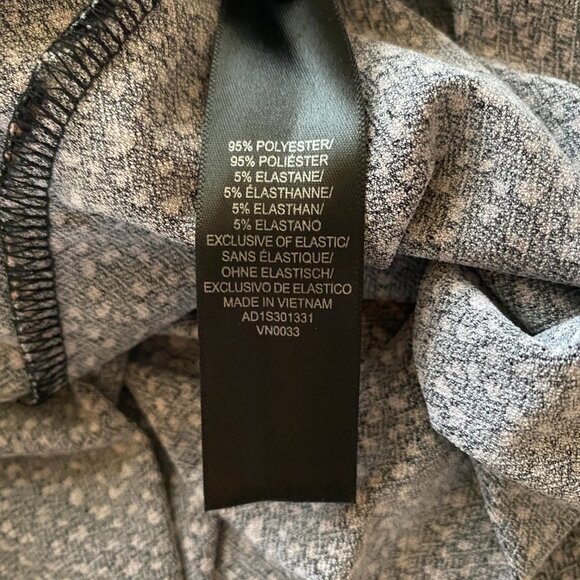 95% POLYESTER/
95% POLIÉSTER
5% ELASTANE/
5% ÉLASTHANNE/
5% ELASTHAN/
5% ELASTANO
EXCLUSIVE OF ELASTIC/
SANS ÉLASTIQUE/
OHNE ELASTISCH/
EXCLUSIVO DE ELASTICO
MADE IN VIETNAM
AD1S301331
VN0033